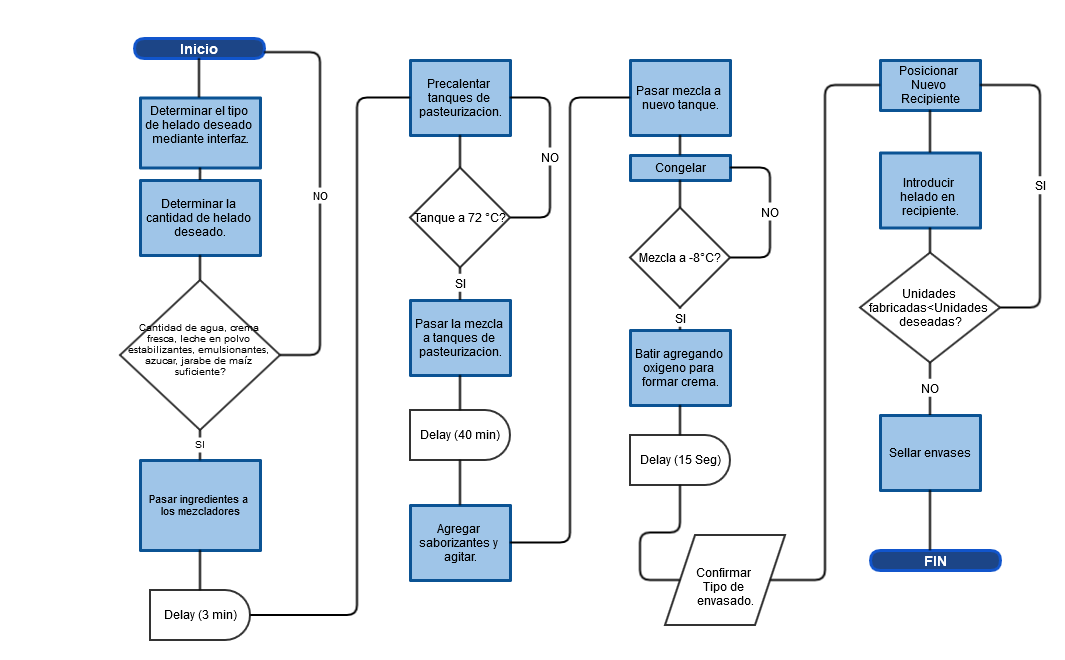 Inicio
Determinar el tipo
de helado deseado
mediante interfaz.
Determinar la
cantidad de helado
deseado.
NO
Cantidad de agua, crema
fresca, leche en polvo
estabilizantes, emulsionantes,
azucar, jarabe de maíz
suficiente?
SI
Pasar ingredientes a
los mezcladores
Delay (3 min)
Precalentar
tanques de
pasteurizacion.
NO
Tanque a 72 °C?
SI
Pasar la mezcla
a tanques de
pasteurizacion.
Delay (40 min)
Agregar
saborizantes y
agitar.
Pasar mezcla a
nuevo tanque.
Congelar
NO
Mezcla a -8°C?
SI
Batir agregando
oxigeno para
formar crema.
Delay (15 Seg)
Confirmar
Tipo de
envasado.
Posicionar
Nuevo
Recipiente
SI
Introducir
helado en
recipiente.
Unidades
fabricadas<Unidades
deseadas?
NO
Sellar envases
FIN